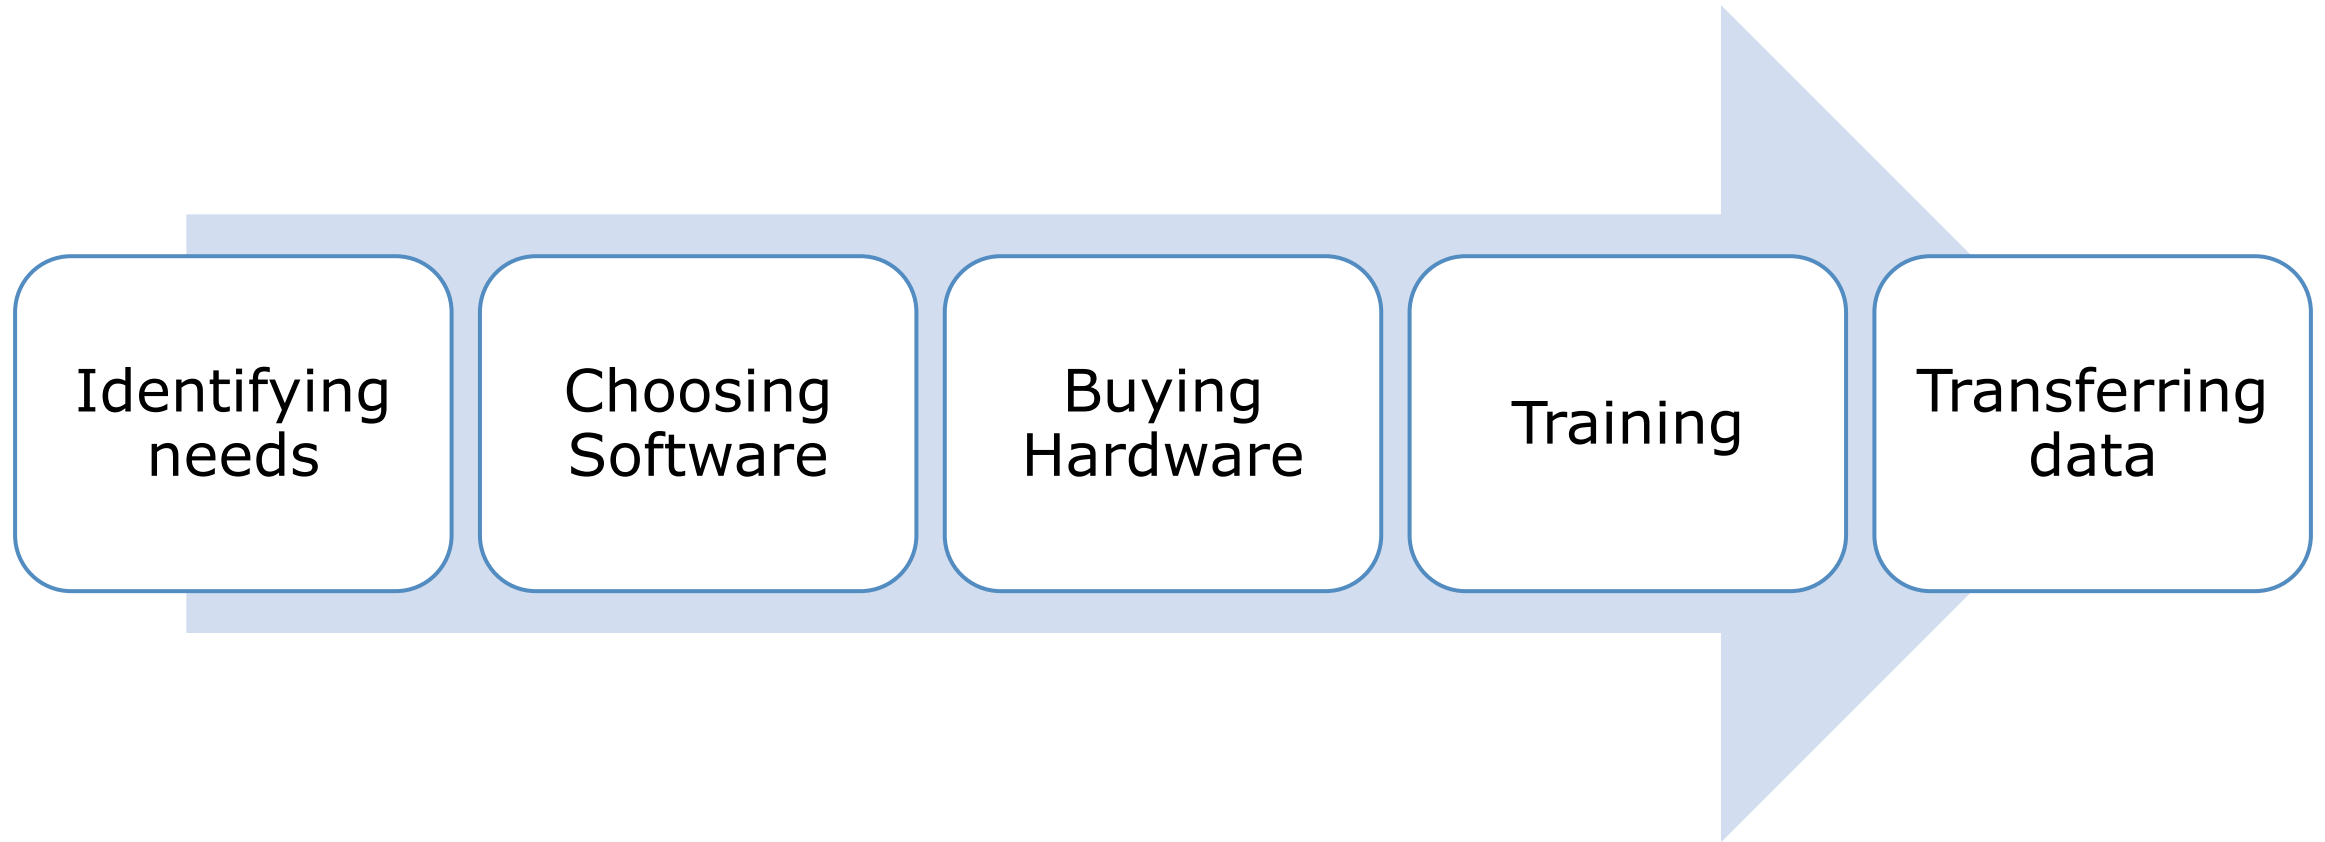 Identifying
needs
Choosing
Software
Buying
Hardware
Training
Transferring
data